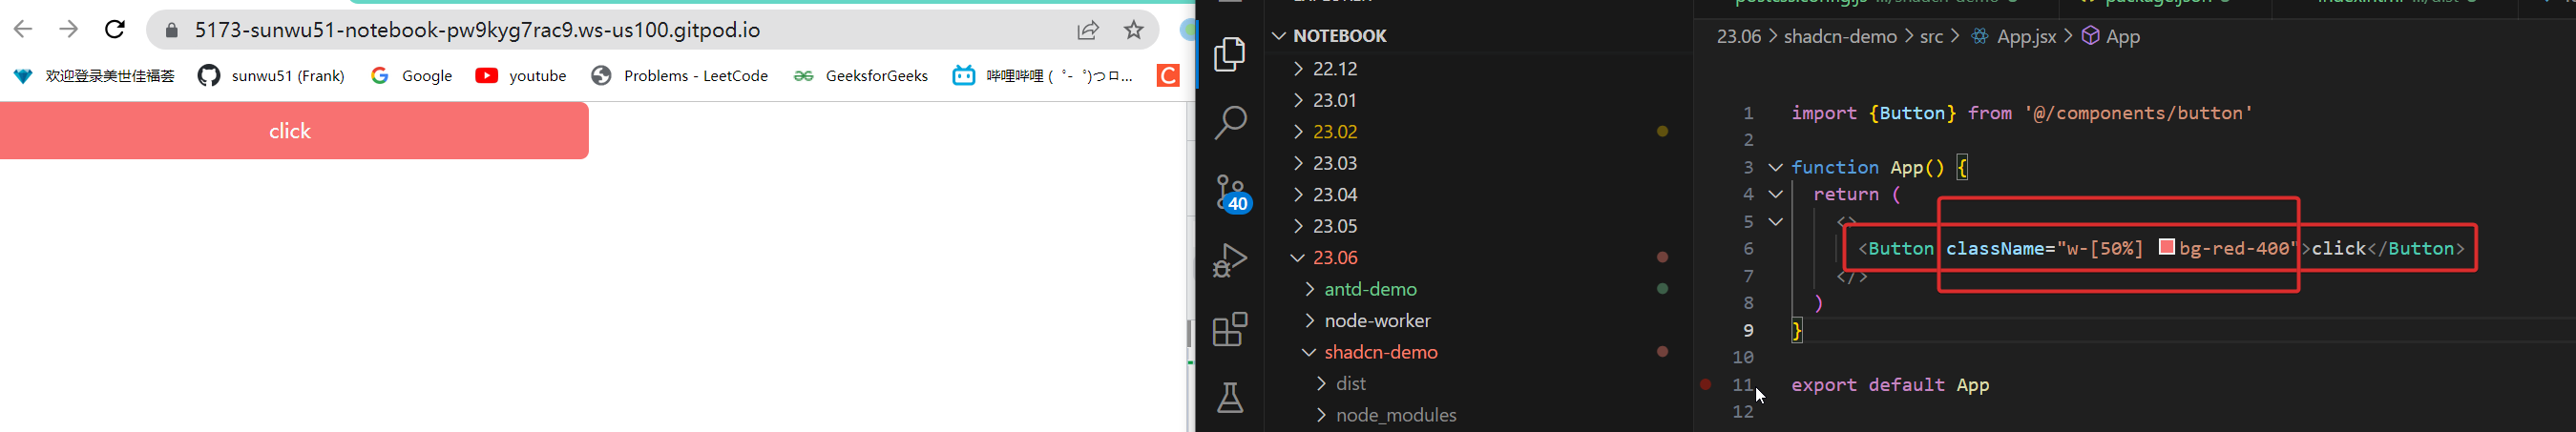 5173-sunwu51-notebook-pw9kyg7rac9.ws-us100.gitpod.io
欢迎登录美世佳福荟 sunwu51 (Frank) Google youtube Problems - LeetCode GeeksforGeeks 哔哩哔哩 ( ゜- ゜)つロ... C
click
NOTEBOOK
22.12
23.01
23.02
23.03
23.04
23.05
23.06
antd-demo
node-worker
shadcn-demo
dist
node_modules
40
23.06 > shadcn-demo > src > App.jsx > App
1 import {Button} from '@/components/button'
2
3 function App() {
4 return (
5 <>
6 <Button className="w-[50%] bg-red-400">click</Button>
7 </>
8 )
9 }
10
11 export default App
12